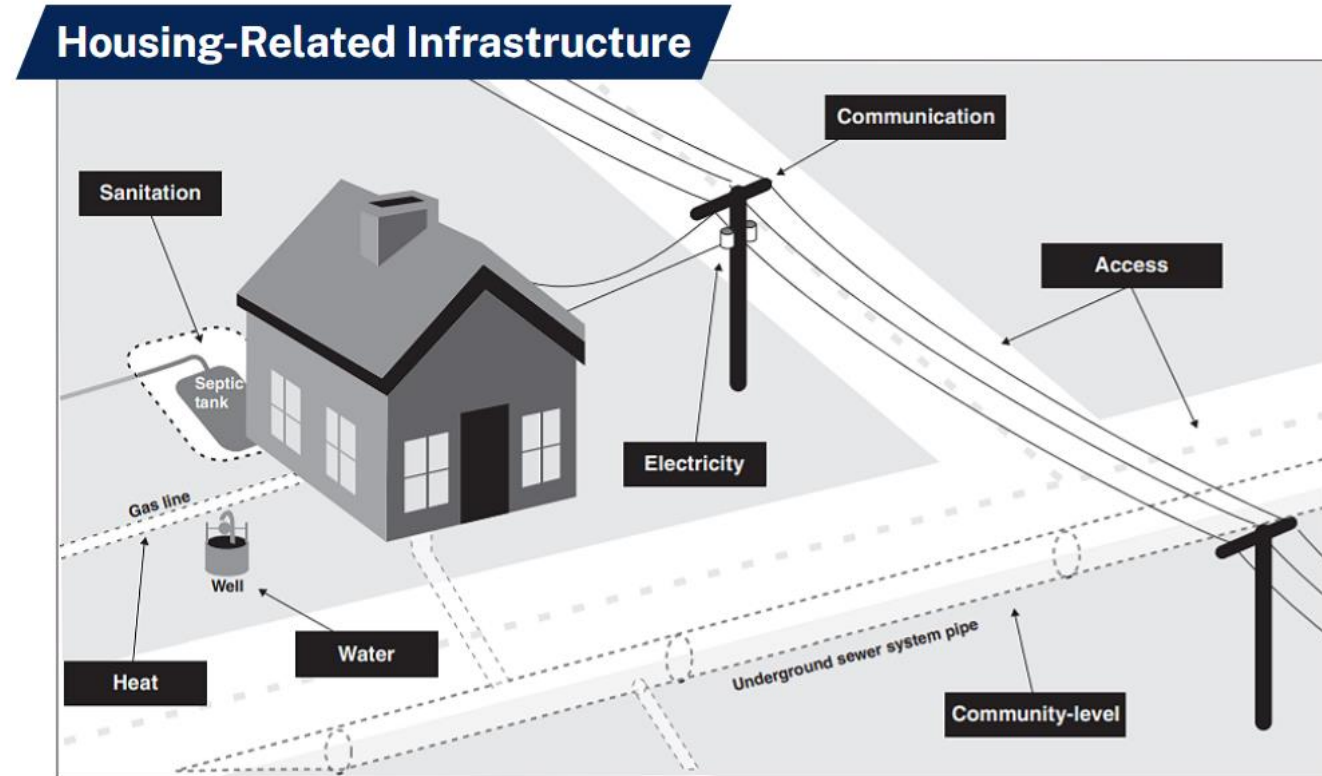 Housing-Related Infrastructure
Communication
Sanitation
Access
Septic
tank
Electricity
Gas line
Well
Water
Underground sewer system pipe
Heat
Community-level